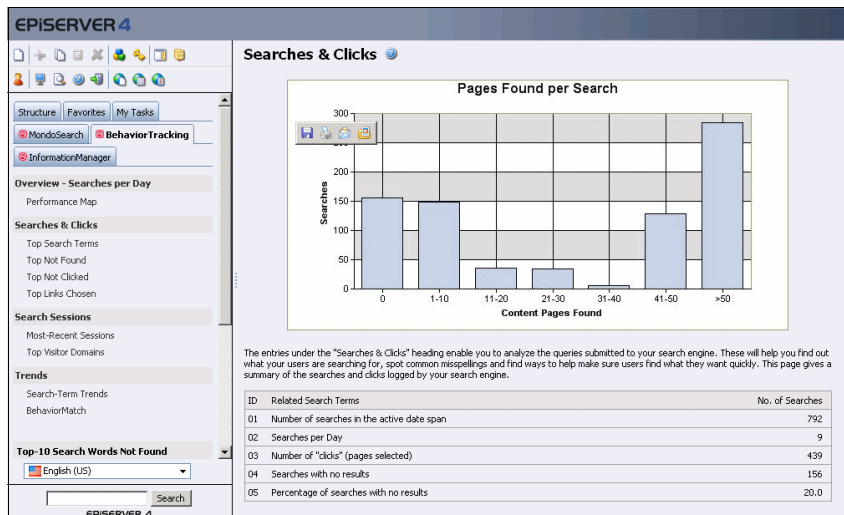 EPiSERVER 4
Structure Favorites My Tasks
MondoSearch BehaviorTracking
InformationManager
Overview - Searches per Day
Performance Map
Searches & Clicks
Top Search Terms
Top Not Found
Top Not Clicked
Top Links Chosen
Search Sessions
Most-Recent Sessions
Top Visitor Domains
Trends
Search-Term Trends
BehaviorMatch
Top-10 Search Words Not Found
English (US)
Search
EPiSERVER 4
Searches & Clicks
Pages Found per Search
300
200
150
100
50
0
Searches
0 1-10 11-20 21-30 31-40 41-50 >50
Content Pages Found
The entries under the "Searches & Clicks" heading enable you to analyze the queries submitted to your search engine. These will help you find out
what your users are searching for, spot common misspellings and find ways to help make sure users find what they want quickly. This page gives a
summary of the searches and clicks logged by your search engine.
ID Related Search Terms No. of Searches
01 Number of searches in the active date span 792
02 Searches per Day 9
03 Number of "clicks" (pages selected) 439
04 Searches with no results 156
05 Percentage of searches with no results 20.0